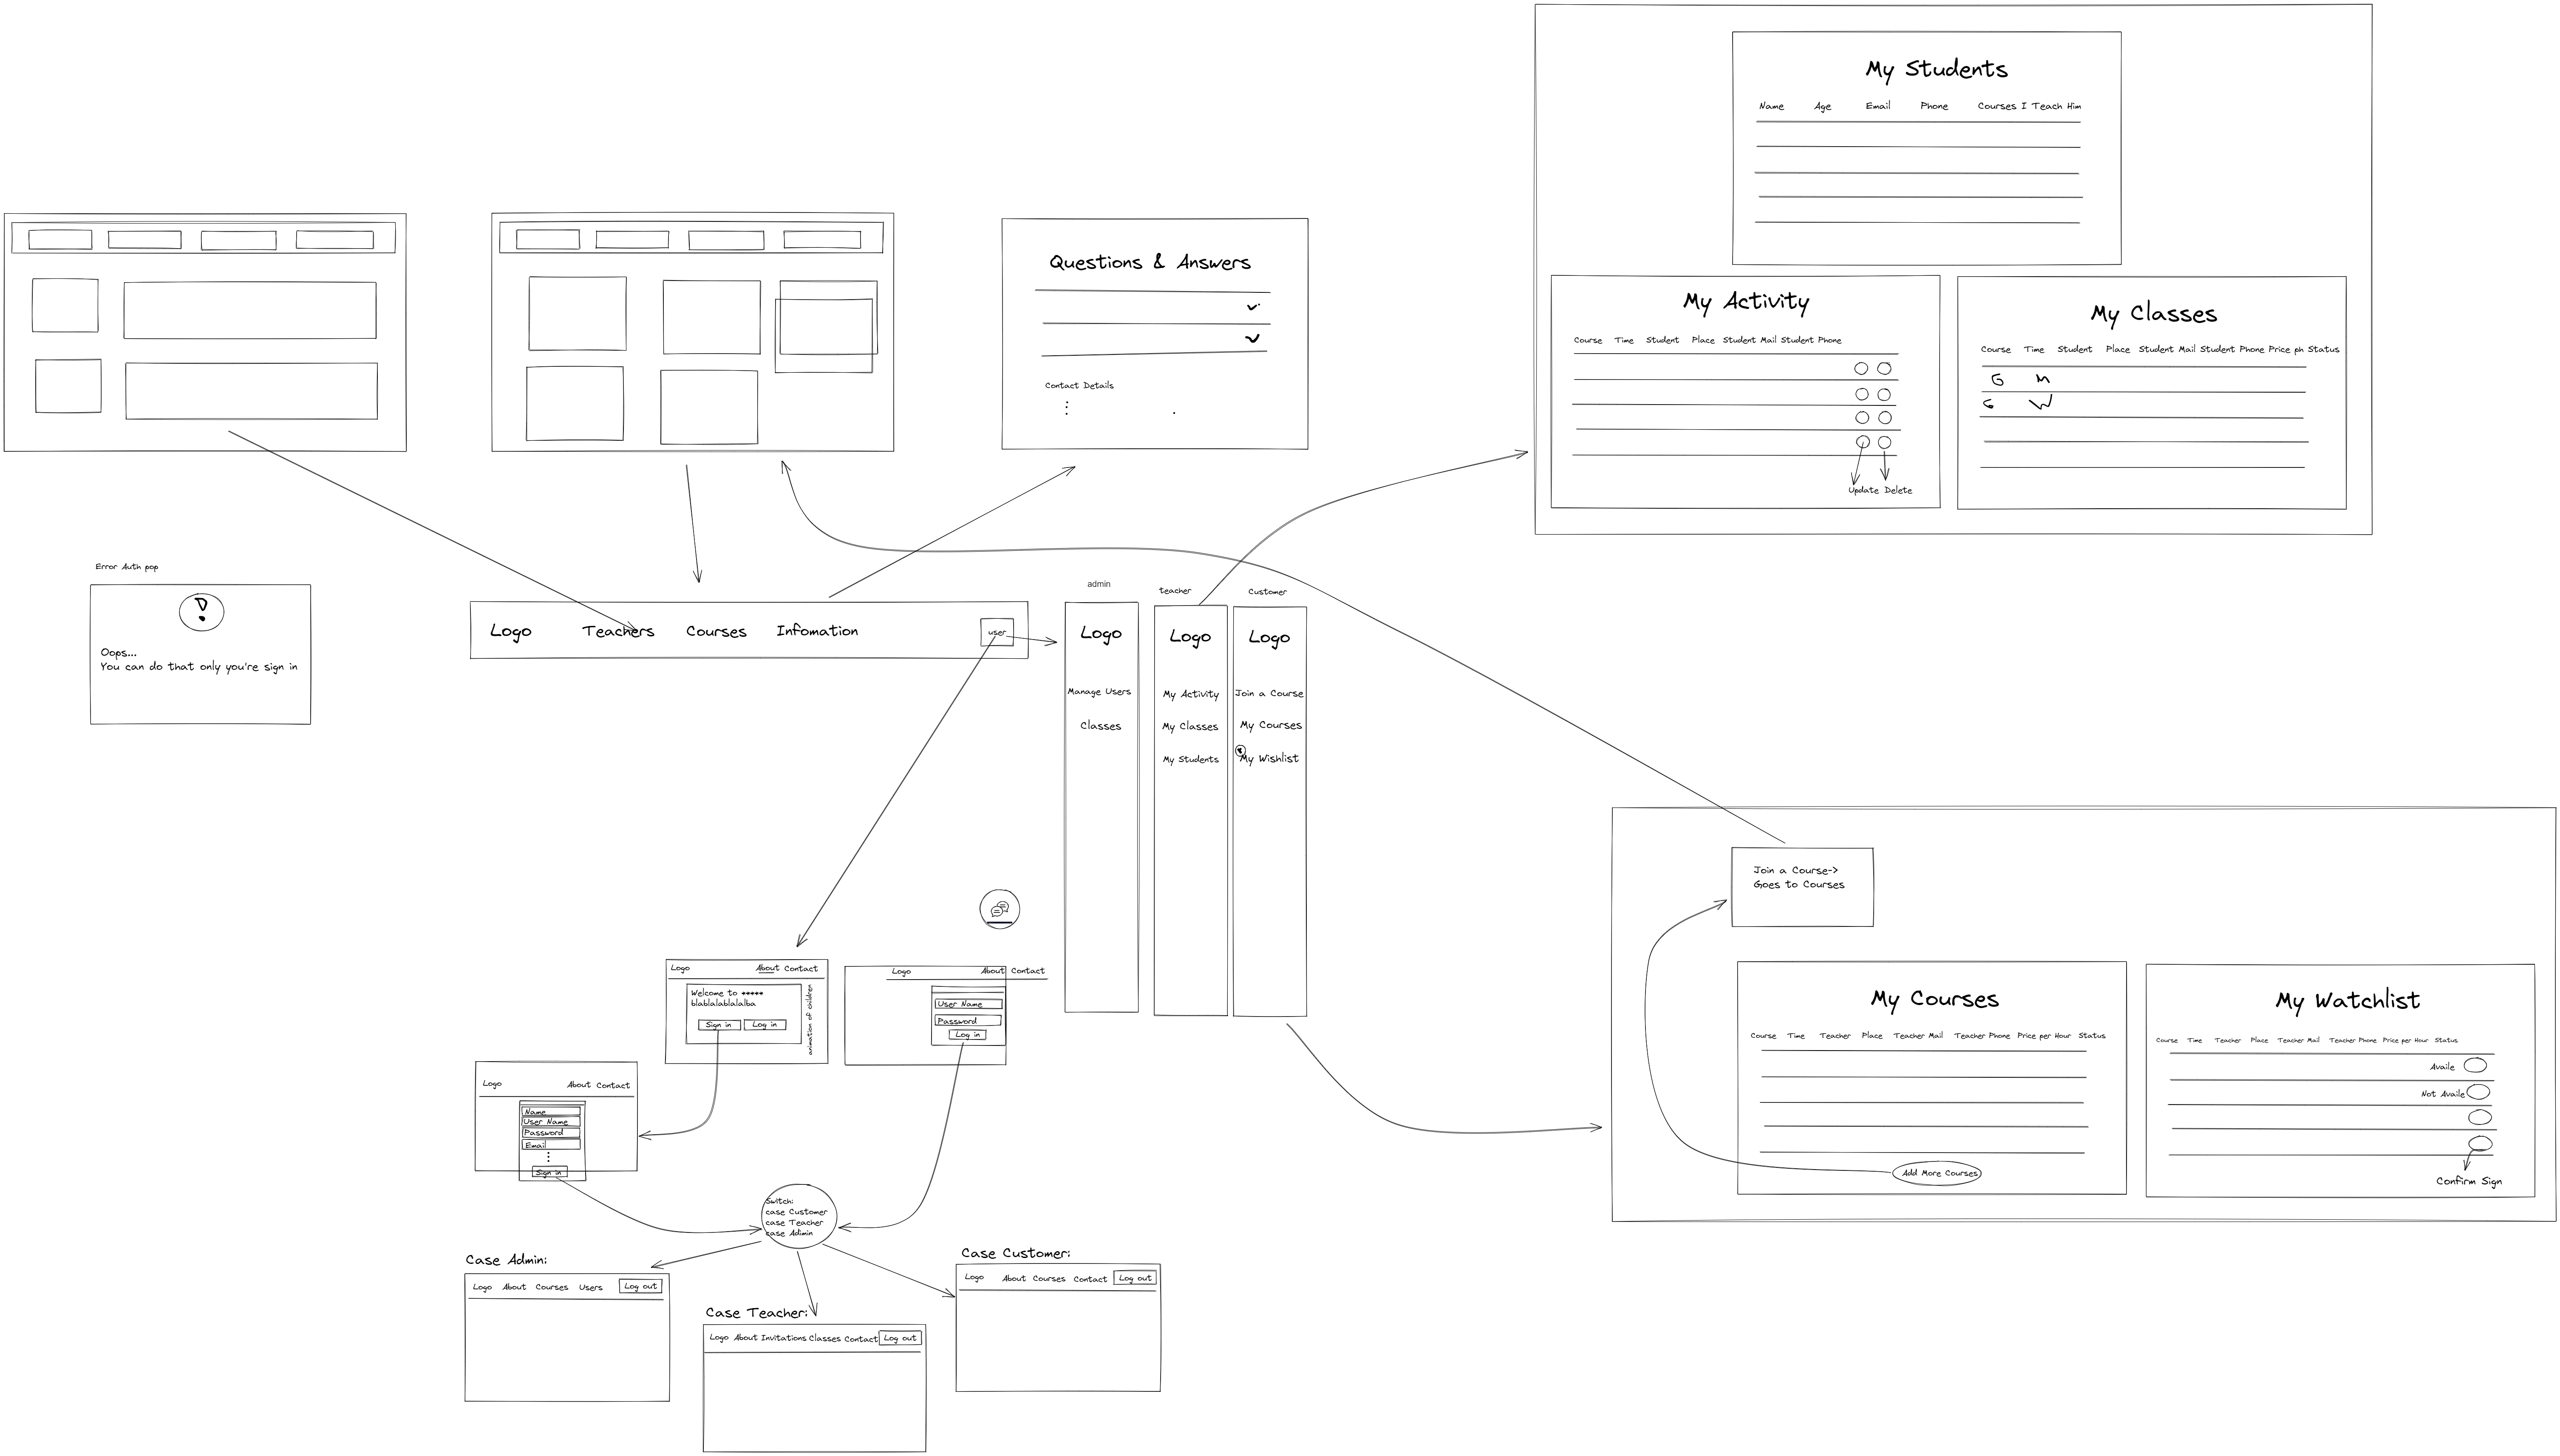 My Students
Name Age Email Phone Courses I Teach Him
My Activity
Course Time Student Place Student Mail Student Phone
Update Delete
My Classes
Course Time Student Place Student Mail Student Phone Price ph Status
G M
G W
Questions & Answers
Contact Details
Error Auth pop
Oops...
You can do that only you're sign in
Logo Teachers Courses Infomation user
admin
Logo
Manage Users
Classes
teacher
Logo
My Activity
My Classes
My Students
Customer
Logo
Join a Course
My Courses
My Wishlist
Join a Course->
Goes to Courses
My Courses
Course Time Teacher Place Teacher Mail Teacher Phone Price per Hour Status
Add More Courses
My Watchlist
Course Time Teacher Place Teacher Mail Teacher Phone Price per Hour Status
Availe
Not Availe
Confirm Sign
Logo About Contact
Welcome to *****
blablalablalalba
Sign in Log in
animation of children
Logo About Contact
User Name
Password
Log in
Logo About Contact
Name
User Name
Password
Email
Sign in
Switch:
case Customer
case Teacher
case Adimin
Case Admin:
Logo About Courses Users Log out
Case Teacher:
Logo About Invitations Classes Contact Log out
Case Customer:
Logo About Courses Contact Log out